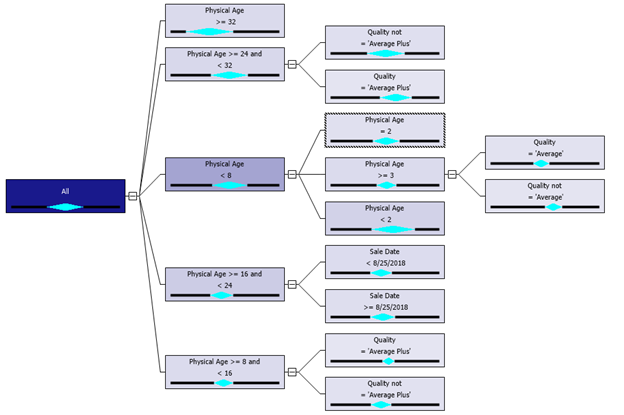 All
Physical Age
>= 32
Physical Age >= 24 and
< 32
Physical Age
< 8
Physical Age >= 16 and
< 24
Physical Age >= 8 and
< 16
Quality not
= 'Average Plus'
Quality
= 'Average Plus'
Physical Age
= 2
Physical Age
>= 3
Physical Age
< 2
Sale Date
< 8/25/2018
Sale Date
>= 8/25/2018
Quality
= 'Average Plus'
Quality not
= 'Average Plus'
Quality
= 'Average'
Quality not
= 'Average'